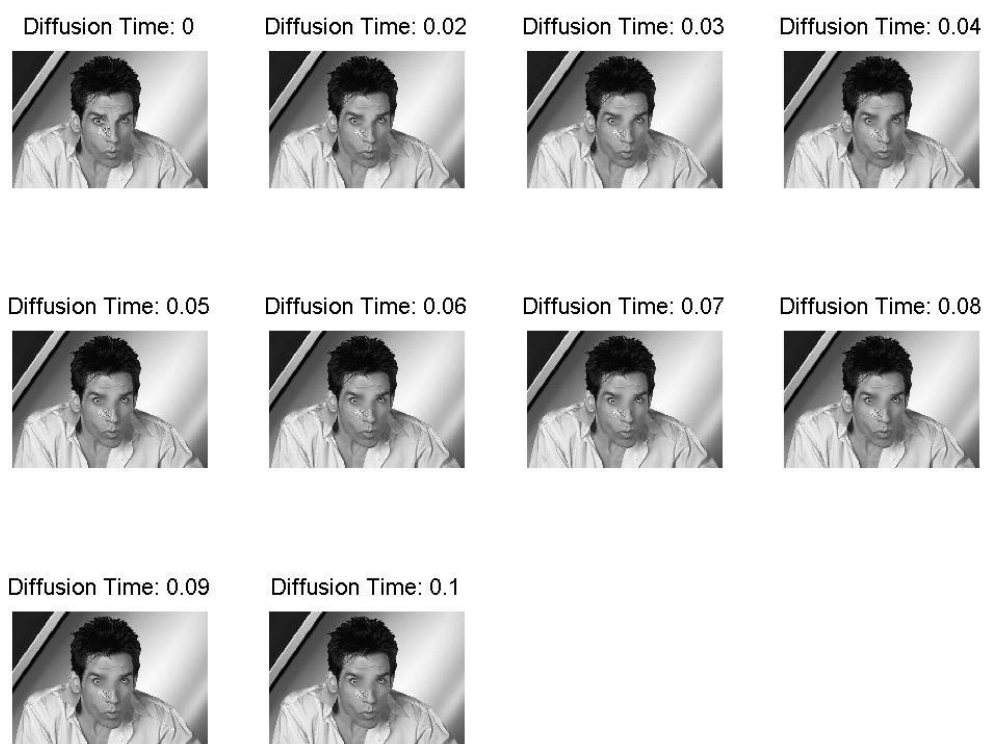 Diffusion Time: 0
Diffusion Time: 0.02
Diffusion Time: 0.03
Diffusion Time: 0.04
Diffusion Time: 0.05
Diffusion Time: 0.06
Diffusion Time: 0.07
Diffusion Time: 0.08
Diffusion Time: 0.09
Diffusion Time: 0.1